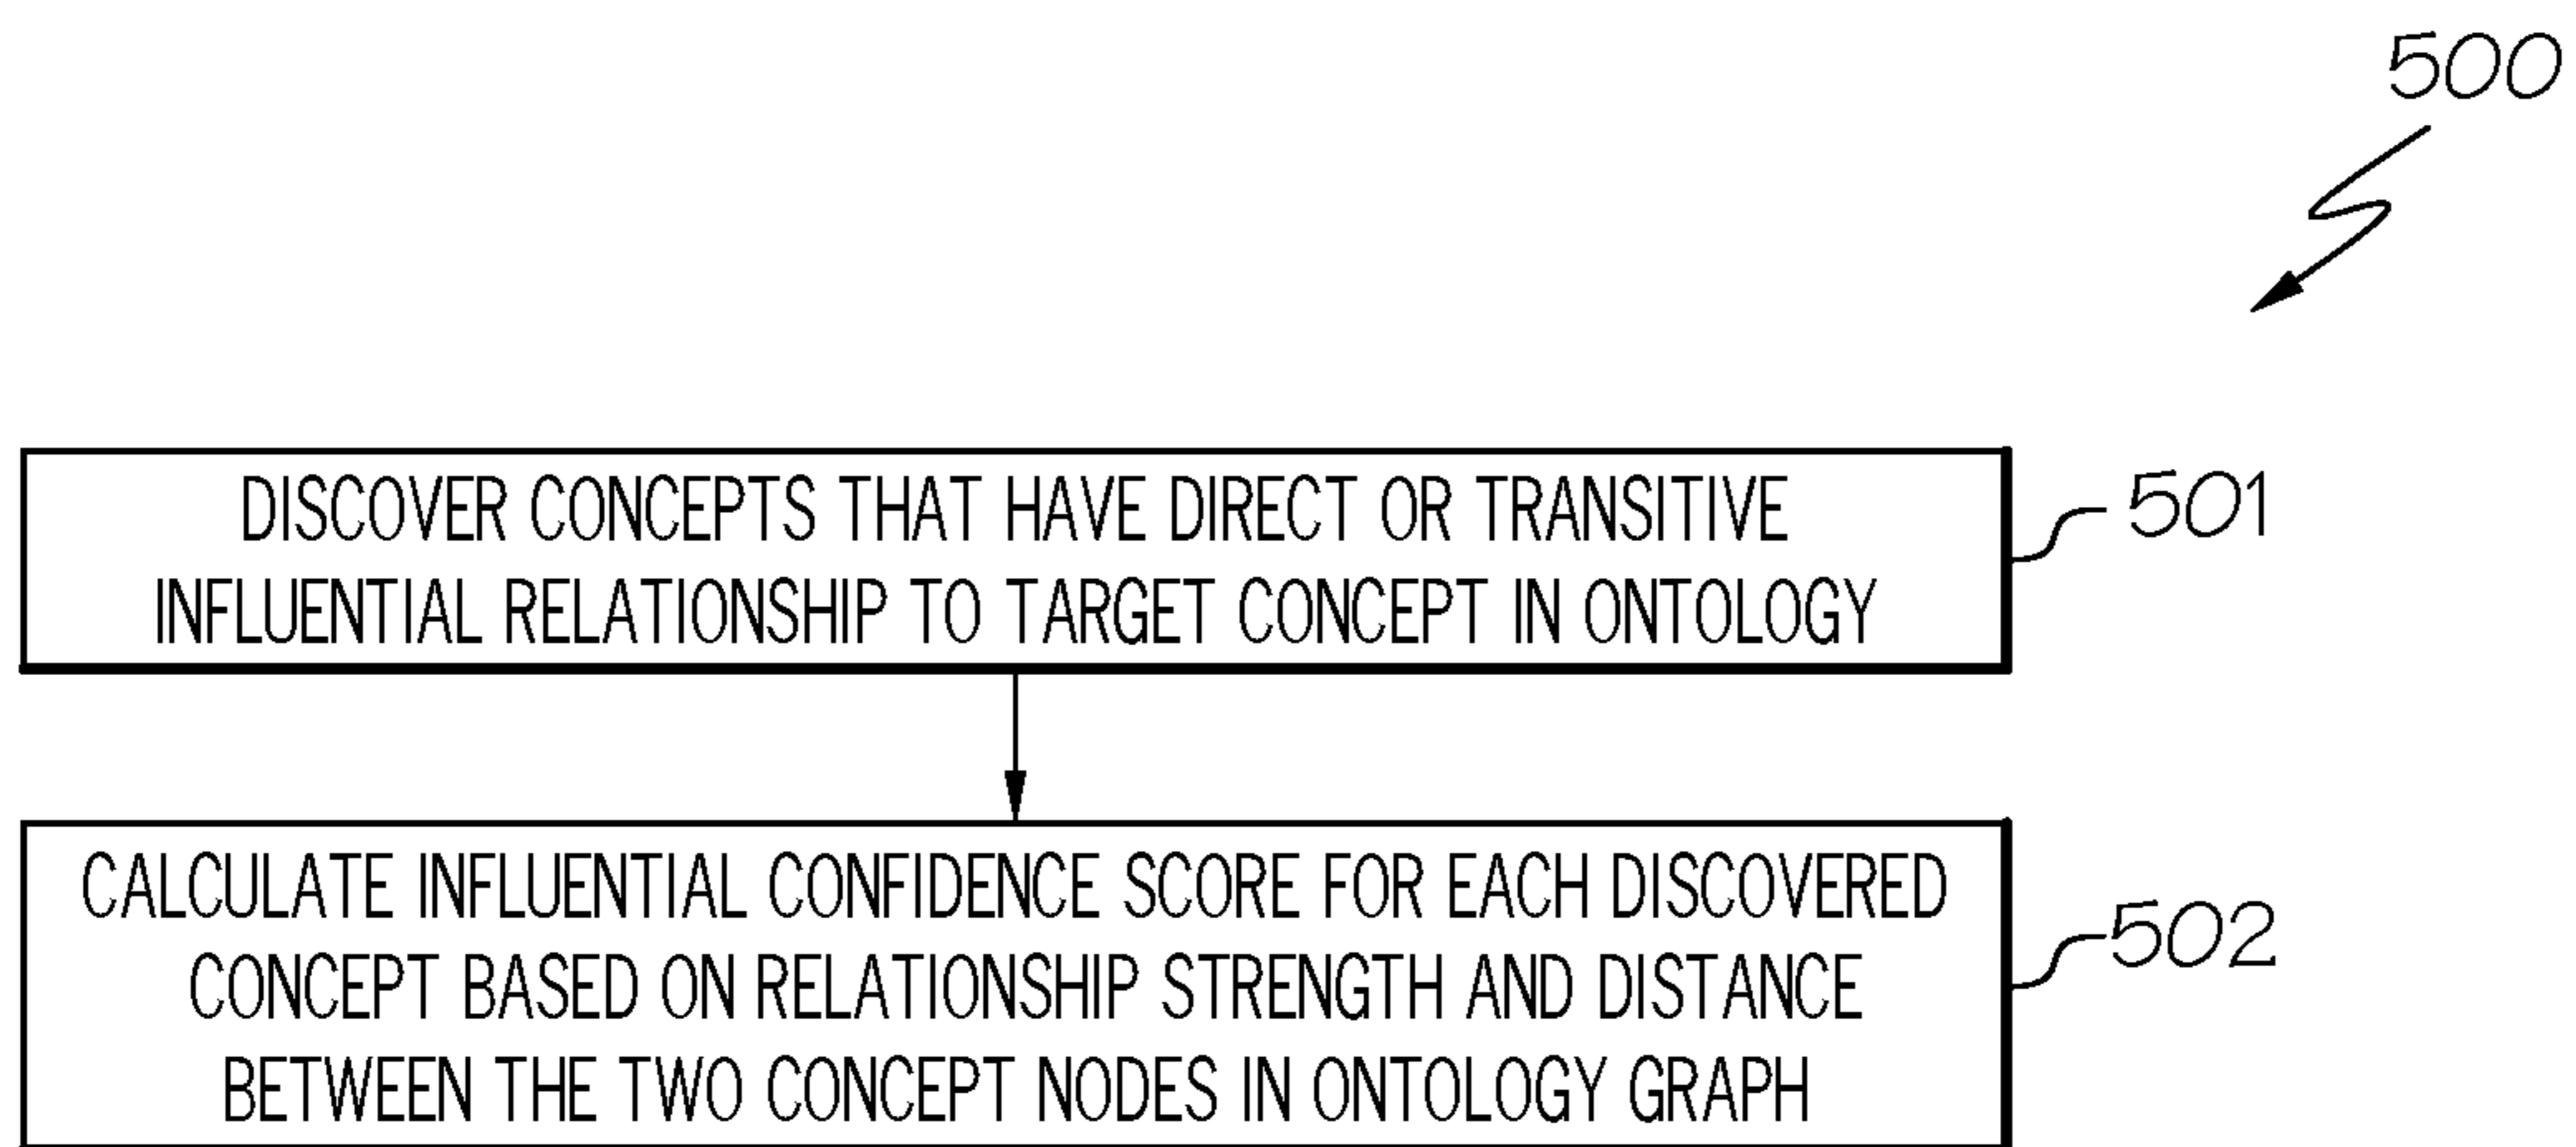 500
DISCOVER CONCEPTS THAT HAVE DIRECT OR TRANSITIVE
INFLUENTIAL RELATIONSHIP TO TARGET CONCEPT IN ONTOLOGY
501
CALCULATE INFLUENTIAL CONFIDENCE SCORE FOR EACH DISCOVERED
CONCEPT BASED ON RELATIONSHIP STRENGTH AND DISTANCE
BETWEEN THE TWO CONCEPT NODES IN ONTOLOGY GRAPH
502